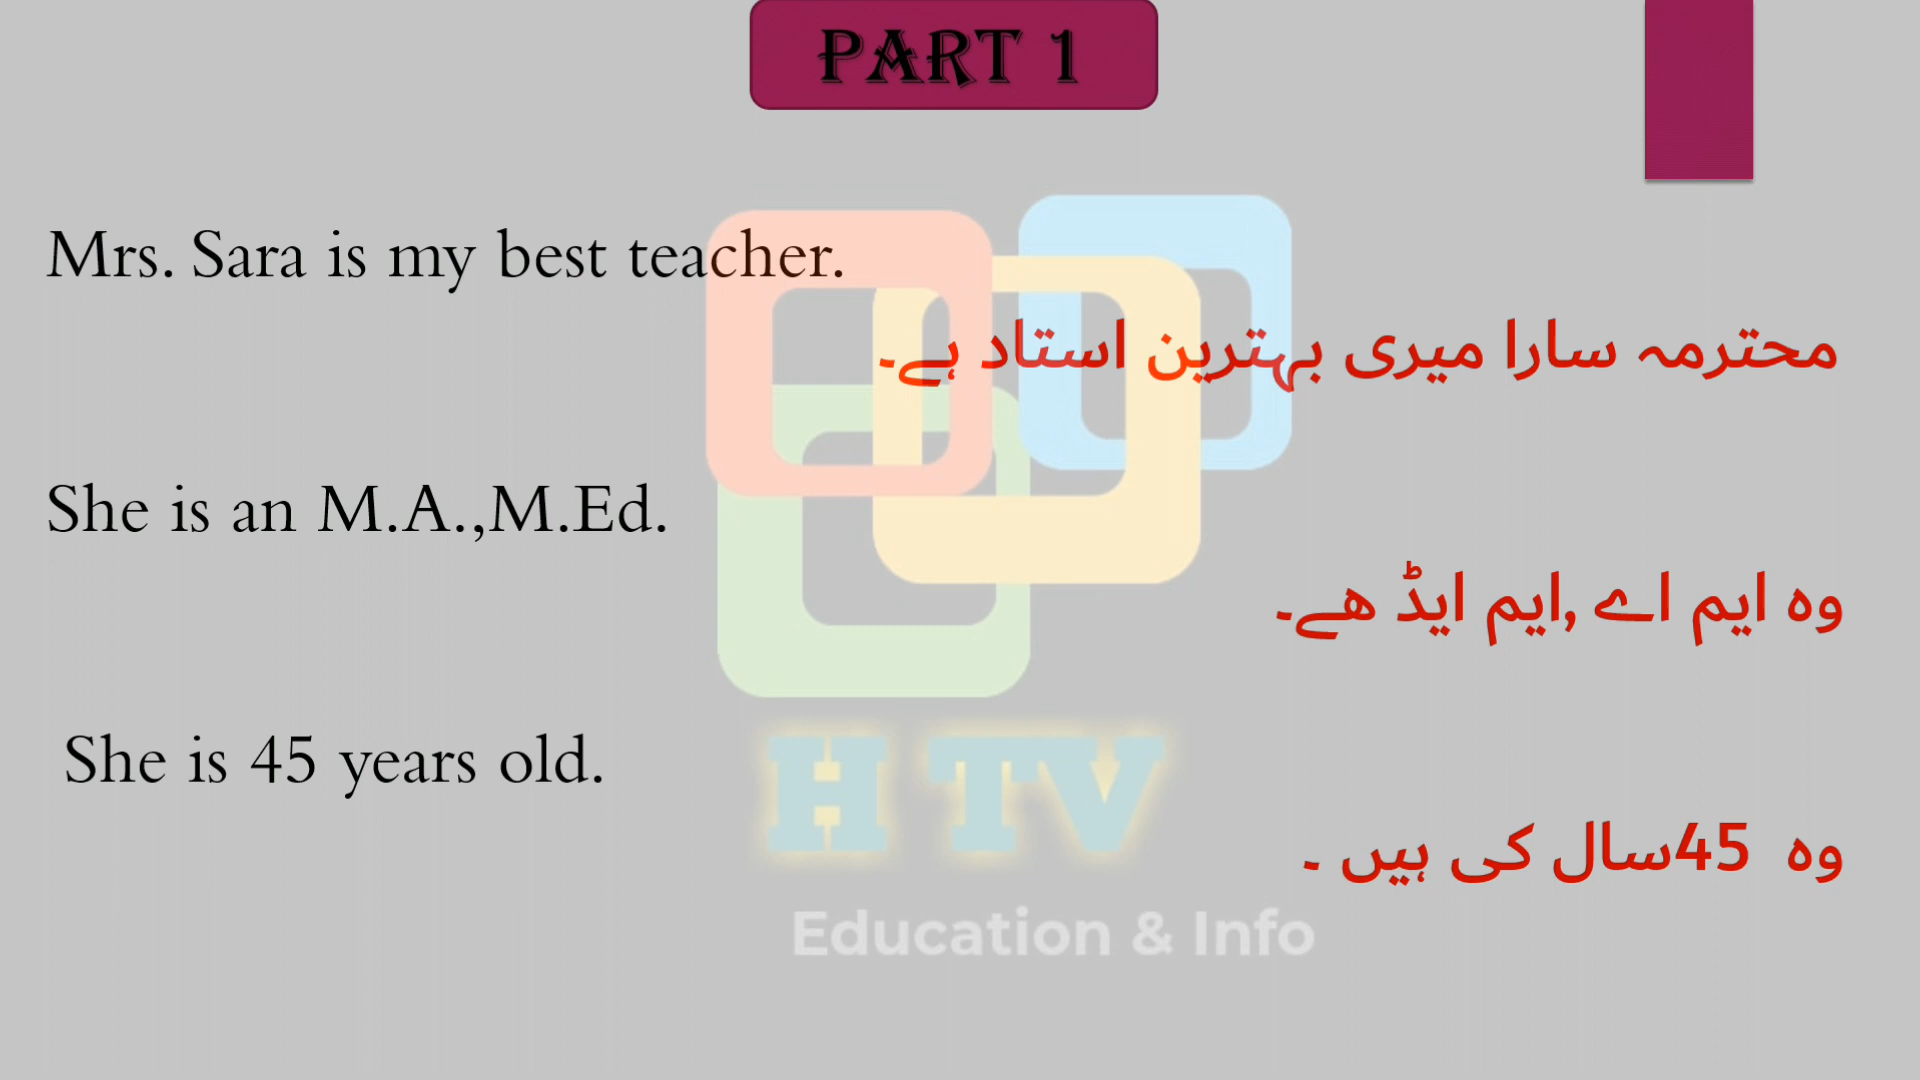 PART 1
Mrs. Sara is my best teacher.
محترمہ سارا میری بہترین استاد ہے۔
She is an M.A.,M.Ed.
وہ ایم اے ,ایم ایڈ ھے۔
She is 45 years old.
وہ 45سال کی ہیں ۔
H TV
Education & Info